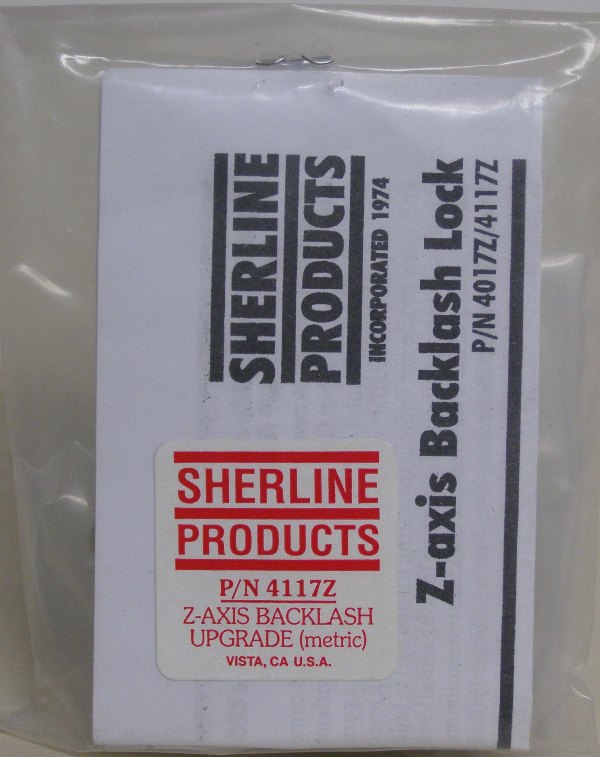 SHERLINE
PRODUCTS
INCORPORATED 1974
Z-axis Backlash Lock
P/N 4017Z/4117Z
SHERLINE
PRODUCTS
P/N 4117Z
Z-AXIS BACKLASH
UPGRADE (metric)
VISTA, CA U.S.A.